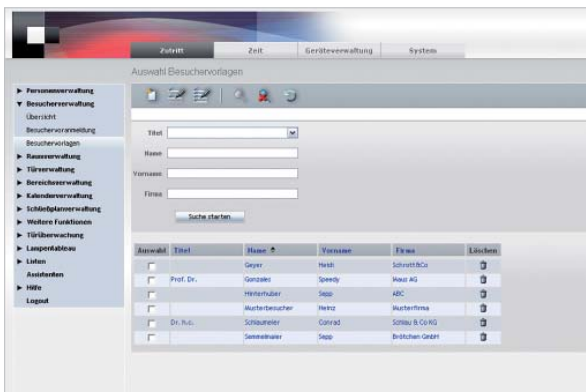 Zutritt Zeit Geräteverwaltung System
Auswahl Besuchervorlagen
Personenverwaltung
Besucherverwaltung
Übersicht
Besuchervoranmeldung
Besuchervorlagen
Raumverwaltung
Türverwaltung
Bereichsverwaltung
Kalenderverwaltung
Schließplanverwaltung
Weitere Funktionen
Türüberwachung
Lampentableau
Listen
Assistenten
Hilfe
Logout
Titel
Name
Vorname
Firma
Suche starten
Auswahl Titel Name Vorname Firma Löschen
Geyer Heidi Schrott &Co
Prof. Dr. Gonzales Speedy Maus AG
Hinterhuber Sepp ABC
Musterbesucher Heinz Musterfirma
Dr. h.c. Schlaumeier Conrad Schlau & Co KG
Semmelmaier Sepp Brötchen GmbH